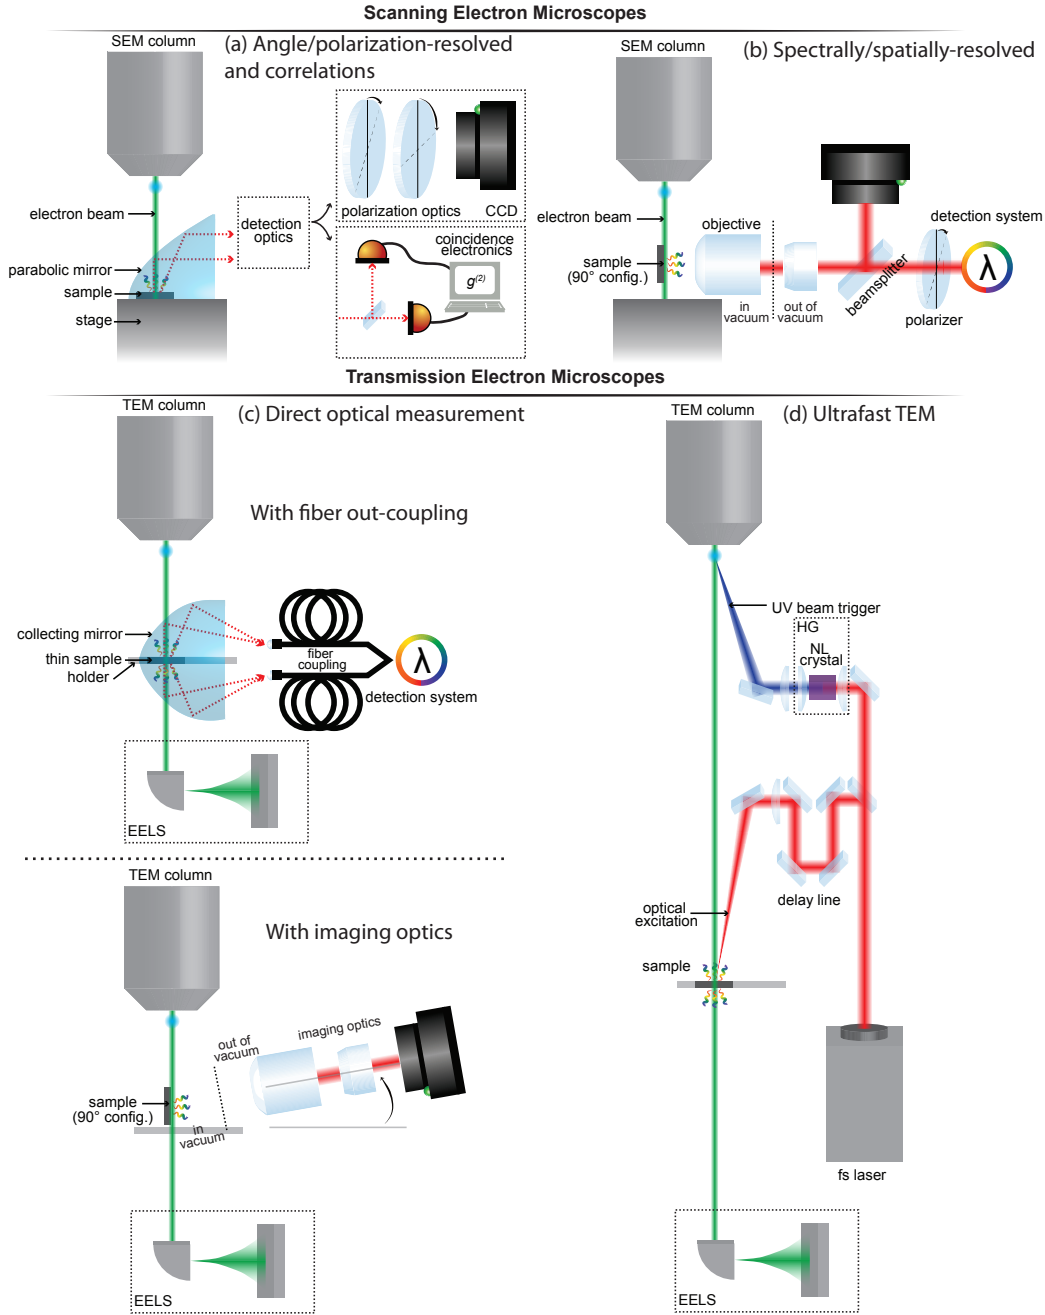 Scanning Electron Microscopes
SEM column
(a) Angle/polarization-resolved
and correlations
electron beam
parabolic mirror
sample
stage
detection
optics
polarization optics
CCD
coincidence
electronics
g(2)
SEM column
(b) Spectrally/spatially-resolved
electron beam
objective
detection system
sample
(90° config.)
λ
in
vacuum
out of
vacuum
beamsplitter
polarizer
Transmission Electron Microscopes
TEM column
(c) Direct optical measurement
With fiber out-coupling
collecting mirror
thin sample
holder
fiber
coupling
λ
detection system
EELS
TEM column
With imaging optics
out of
vacuum
imaging optics
sample
(90° config.)
in
vacuum
EELS
TEM column
(d) Ultrafast TEM
UV beam trigger
HG
NL
crystal
delay line
optical
excitation
sample
fs laser
EELS